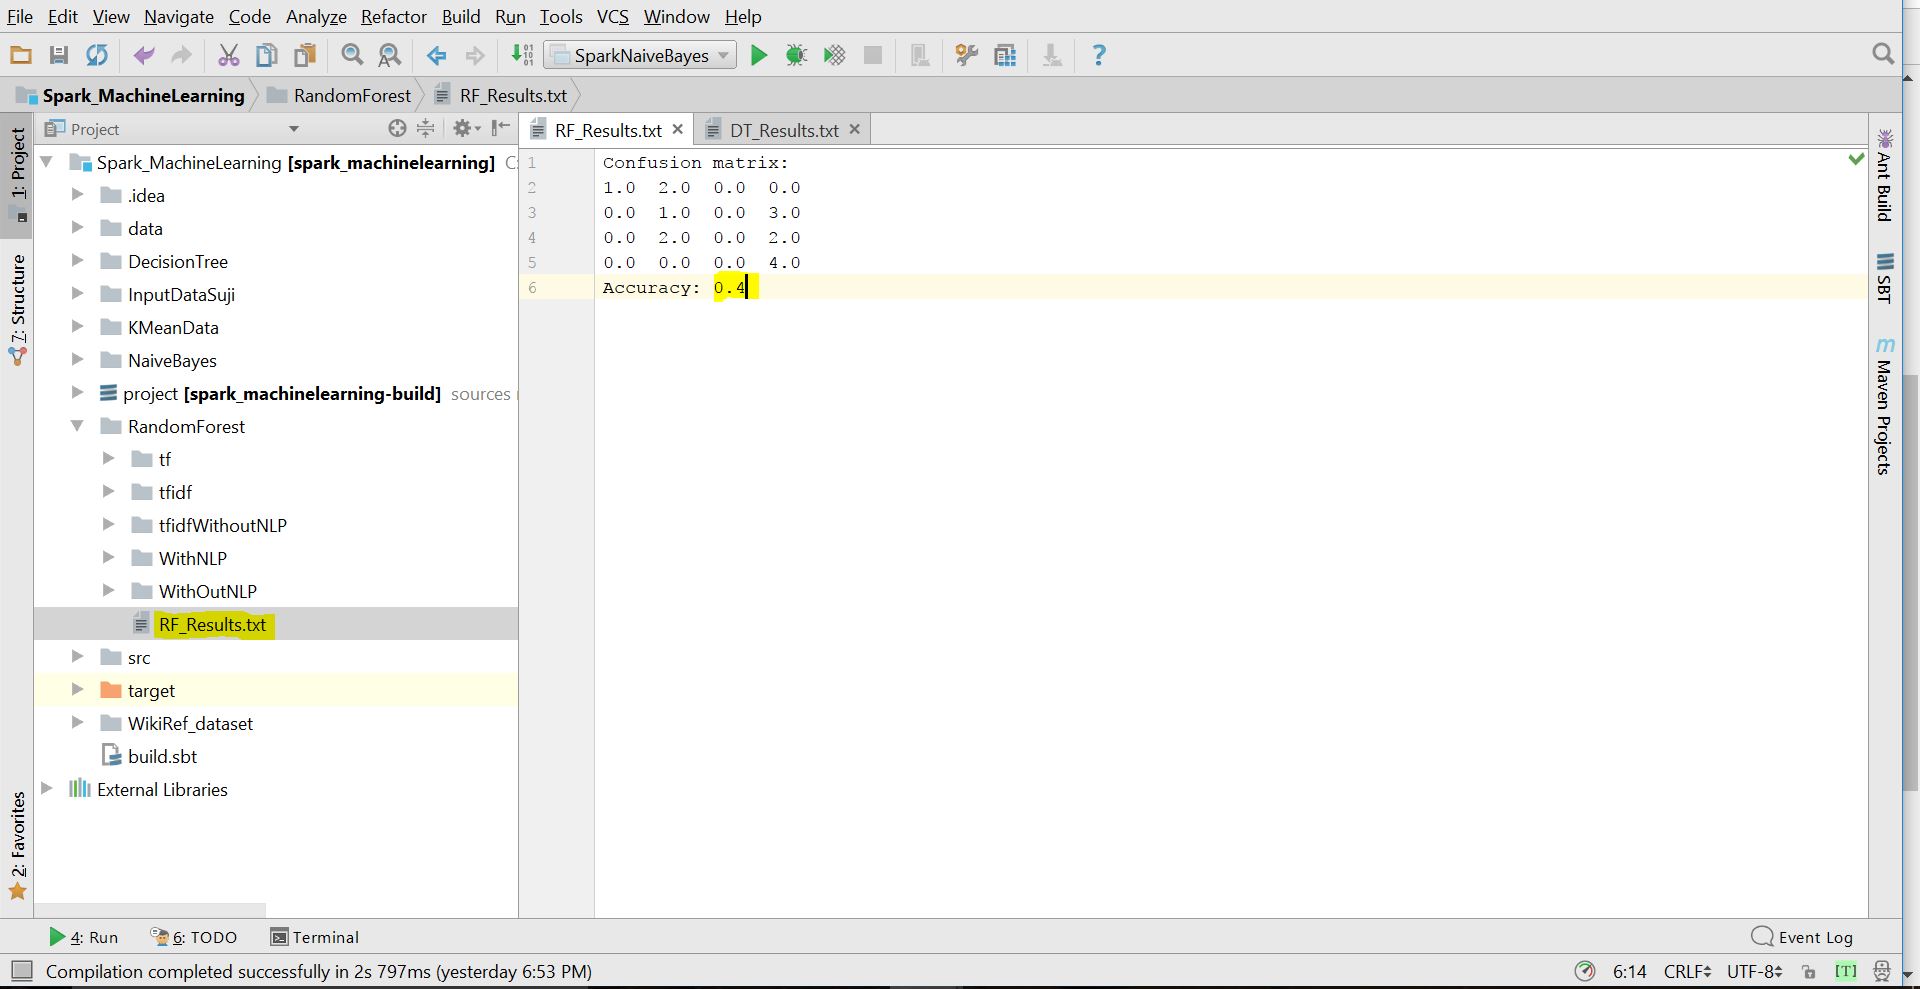 File Edit View Navigate Code Analyze Refactor Build Run Tools VCS Window Help
SparkNaiveBayes
Spark_MachineLearning RandomForest RF_Results.txt
1: Project
7: Structure
2: Favorites
Project
Spark_MachineLearning [spark_machinelearning] C:
.idea
data
DecisionTree
InputDataSuji
KMeanData
NaiveBayes
project [spark_machinelearning-build] sources
RandomForest
tf
tfidf
tfidfWithoutNLP
WithNLP
WithOutNLP
RF_Results.txt
src
target
WikiRef_dataset
build.sbt
External Libraries
RF_Results.txt DT_Results.txt
1 Confusion matrix:
2 1.0 2.0 0.0 0.0
3 0.0 1.0 0.0 3.0
4 0.0 2.0 0.0 2.0
5 0.0 0.0 0.0 4.0
6 Accuracy: 0.4
Ant Build
SBT
Maven Projects
4: Run 6: TODO Terminal Event Log
Compilation completed successfully in 2s 797ms (yesterday 6:53 PM) 6:14 CRLF UTF-8 [T]